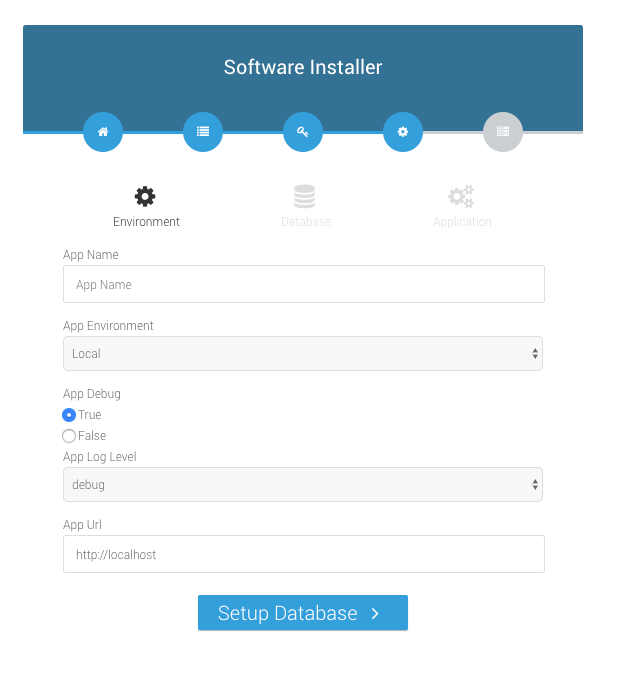 Software Installer
Environment
Database
Application
App Name
App Name
App Environment
Local
App Debug
True
False
App Log Level
debug
App Url
http://localhost
Setup Database